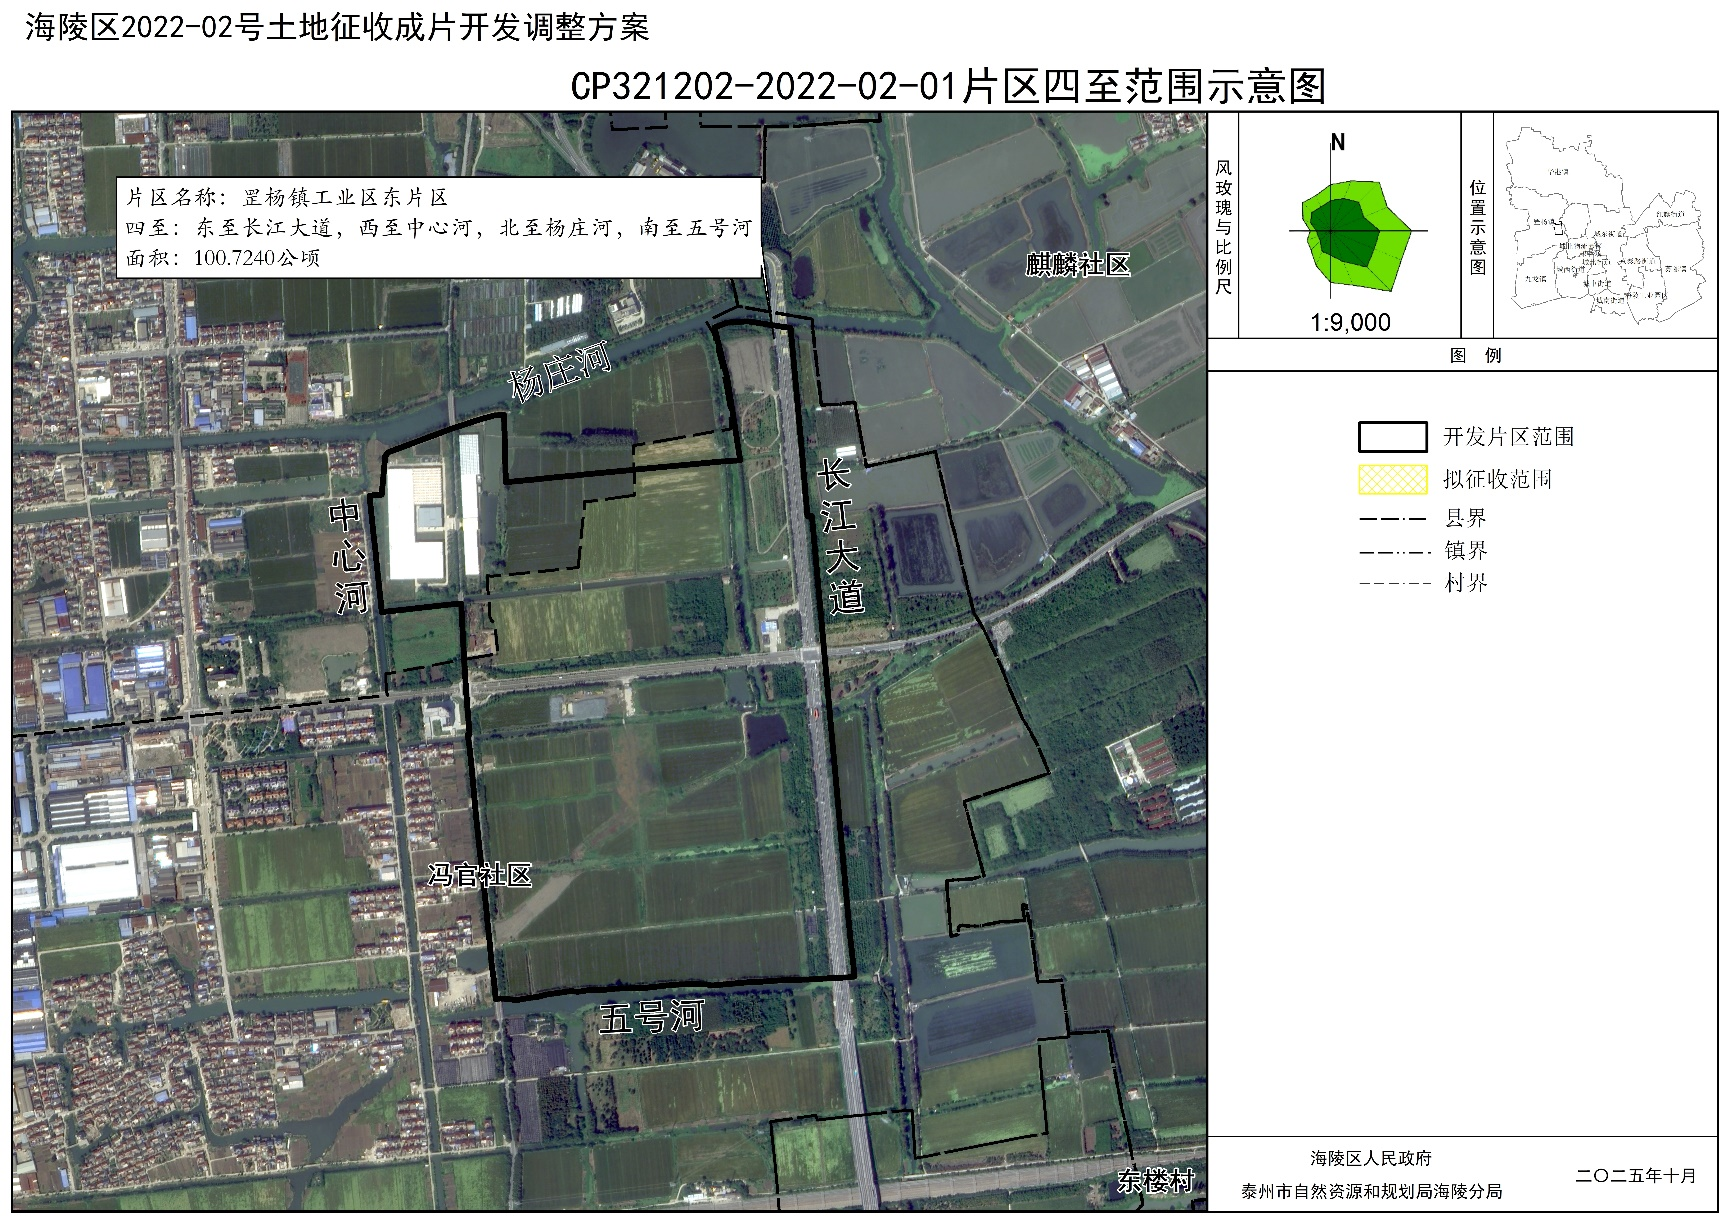 海陵区2022-02号土地征收成片开发调整方案
CP321202-2022-02-01片区四至范围示意图
片区名称：罡杨镇工业区东片区
四至：东至长江大道，西至中心河，北至杨庄河，南至五号河
面积：100.7240公顷
麒麟社区
杨庄河
中心河
长江大道
冯官社区
五号河
东楼村
风玫瑰与比例尺
N
1:9,000
位置示意图
图 例
开发片区范围
拟征收范围
县界
镇界
村界
海陵区人民政府
泰州市自然资源和规划局海陵分局
二〇二五年十月